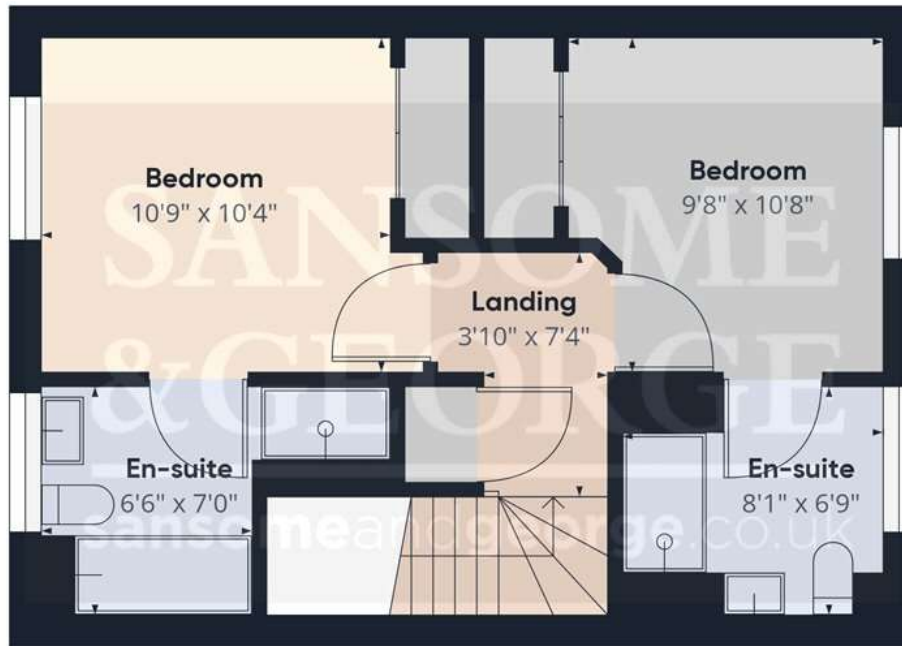 Bedroom
10'9" x 10'4"
Bedroom
9'8" x 10'8"
SANSOME
Landing
3'10" x 7'4"
&GEORGE
En-suite
6'6" x 7'0"
En-suite
8'1" x 6'9"
sansomeandgeorge.co.uk